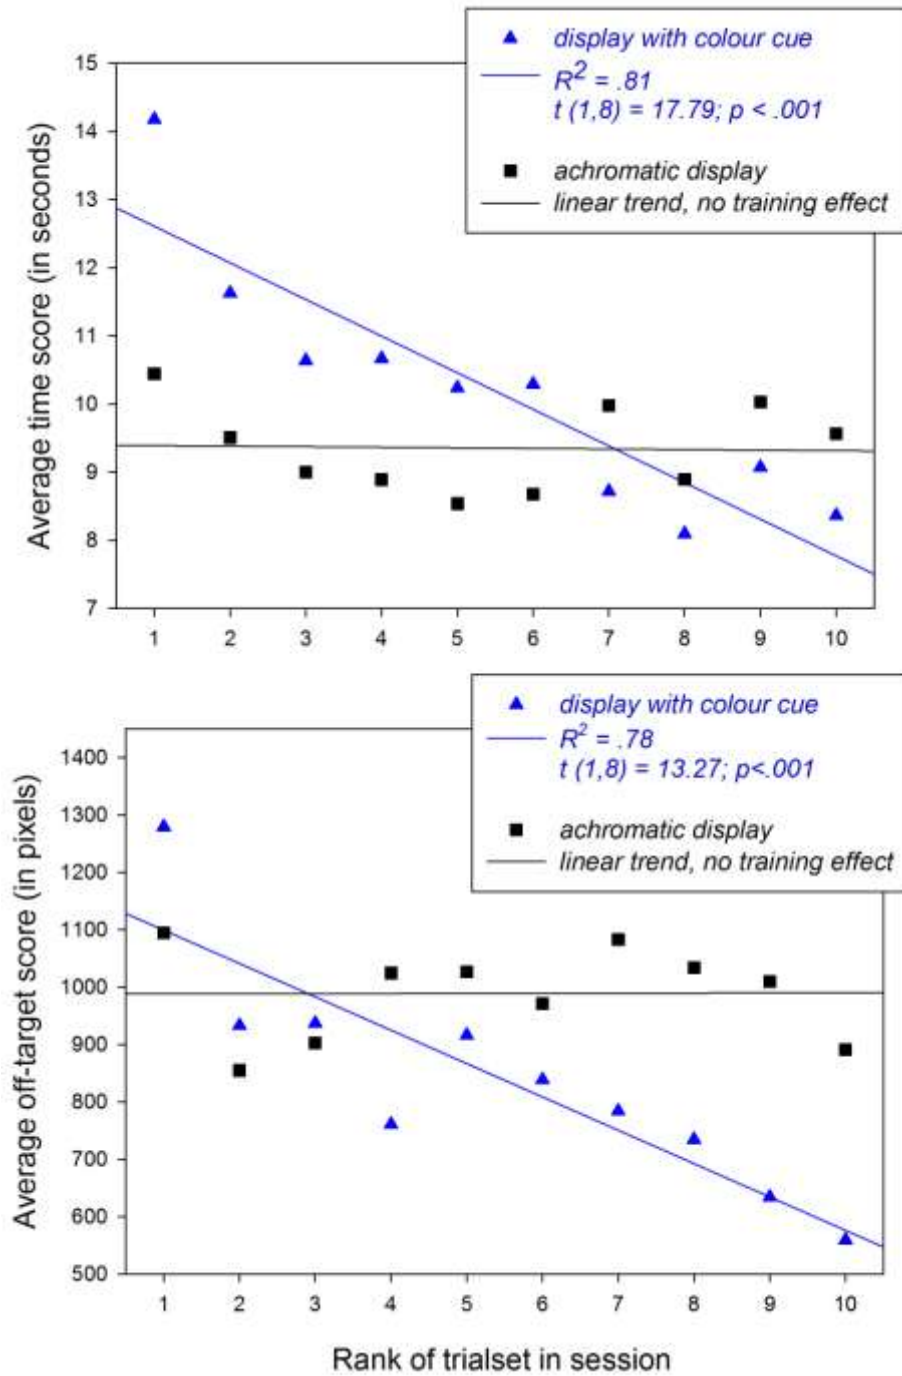 display with colour cue
R² = .81
t (1,8) = 17.79; p < .001
achromatic display
linear trend, no training effect
Average time score (in seconds)
15
14
13
12
11
10
9
8
7
1 2 3 4 5 6 7 8 9 10
display with colour cue
R² = .78
t (1,8) = 13.27; p<.001
achromatic display
linear trend, no training effect
Average off-target score (in pixels)
1400
1300
1200
1100
1000
900
800
700
600
500
1 2 3 4 5 6 7 8 9 10
Rank of trialset in session